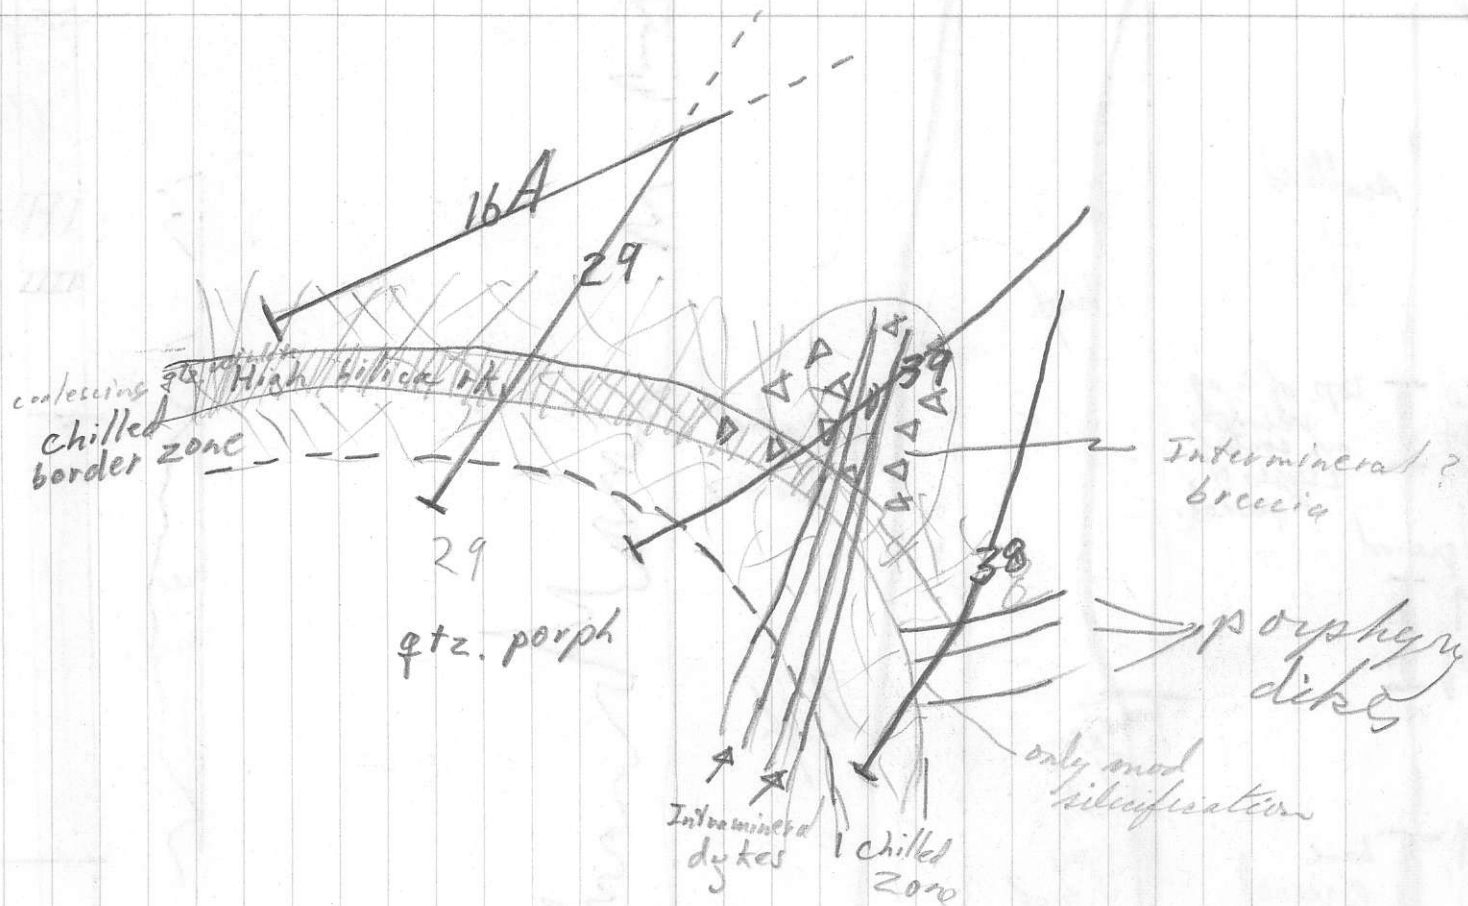 16A
29
39
High silica rk
coalescing
chilled
border zone
Intermineral ?
breccia
29
38
qtz. porph
porphyry
dikes
only mod
silicification
Intramineral
dykes
chilled
zone